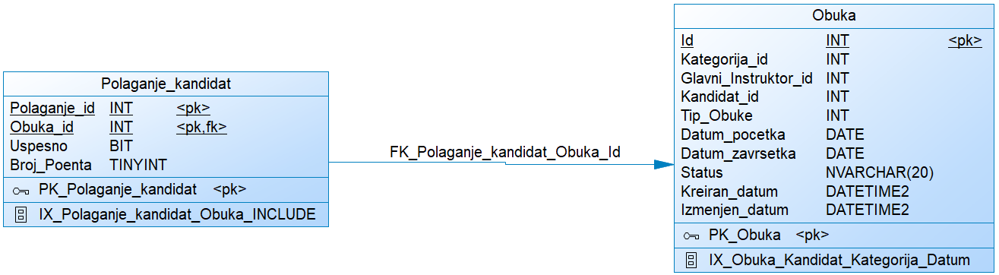 Polaganje_kandidat
Polaganje_id INT <pk>
Obuka_id INT <pk,fk>
Uspesno BIT
Broj_Poenta TINYINT
PK_Polaganje_kandidat <pk>
IX_Polaganje_kandidat_Obuka_INCLUDE
FK_Polaganje_kandidat_Obuka_Id
Obuka
Id INT <pk>
Kategorija_id INT
Glavni_Instruktor_id INT
Kandidat_id INT
Tip_Obuke INT
Datum_pocetka DATE
Datum_zavrsetka DATE
Status NVARCHAR(20)
Kreiran_datum DATETIME2
Izmenjen_datum DATETIME2
PK_Obuka <pk>
IX_Obuka_Kandidat_Kategorija_Datum